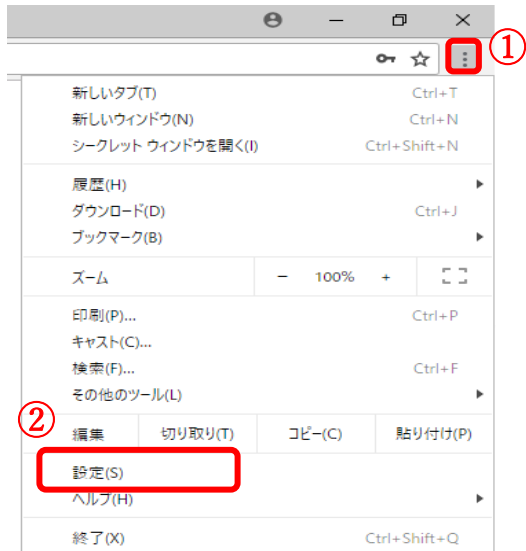 ①
新しいタブ(T) Ctrl+T
新しいウィンドウ(N) Ctrl+N
シークレット ウィンドウを開く(I) Ctrl+Shift+N
履歴(H)
ダウンロード(D) Ctrl+J
ブックマーク(B)
ズーム − 100% +
印刷(P)... Ctrl+P
キャスト(C)...
検索(F)... Ctrl+F
その他のツール(L)
②
編集 切り取り(T) コピー(C) 貼り付け(P)
設定(S)
ヘルプ(H)
終了(X) Ctrl+Shift+Q